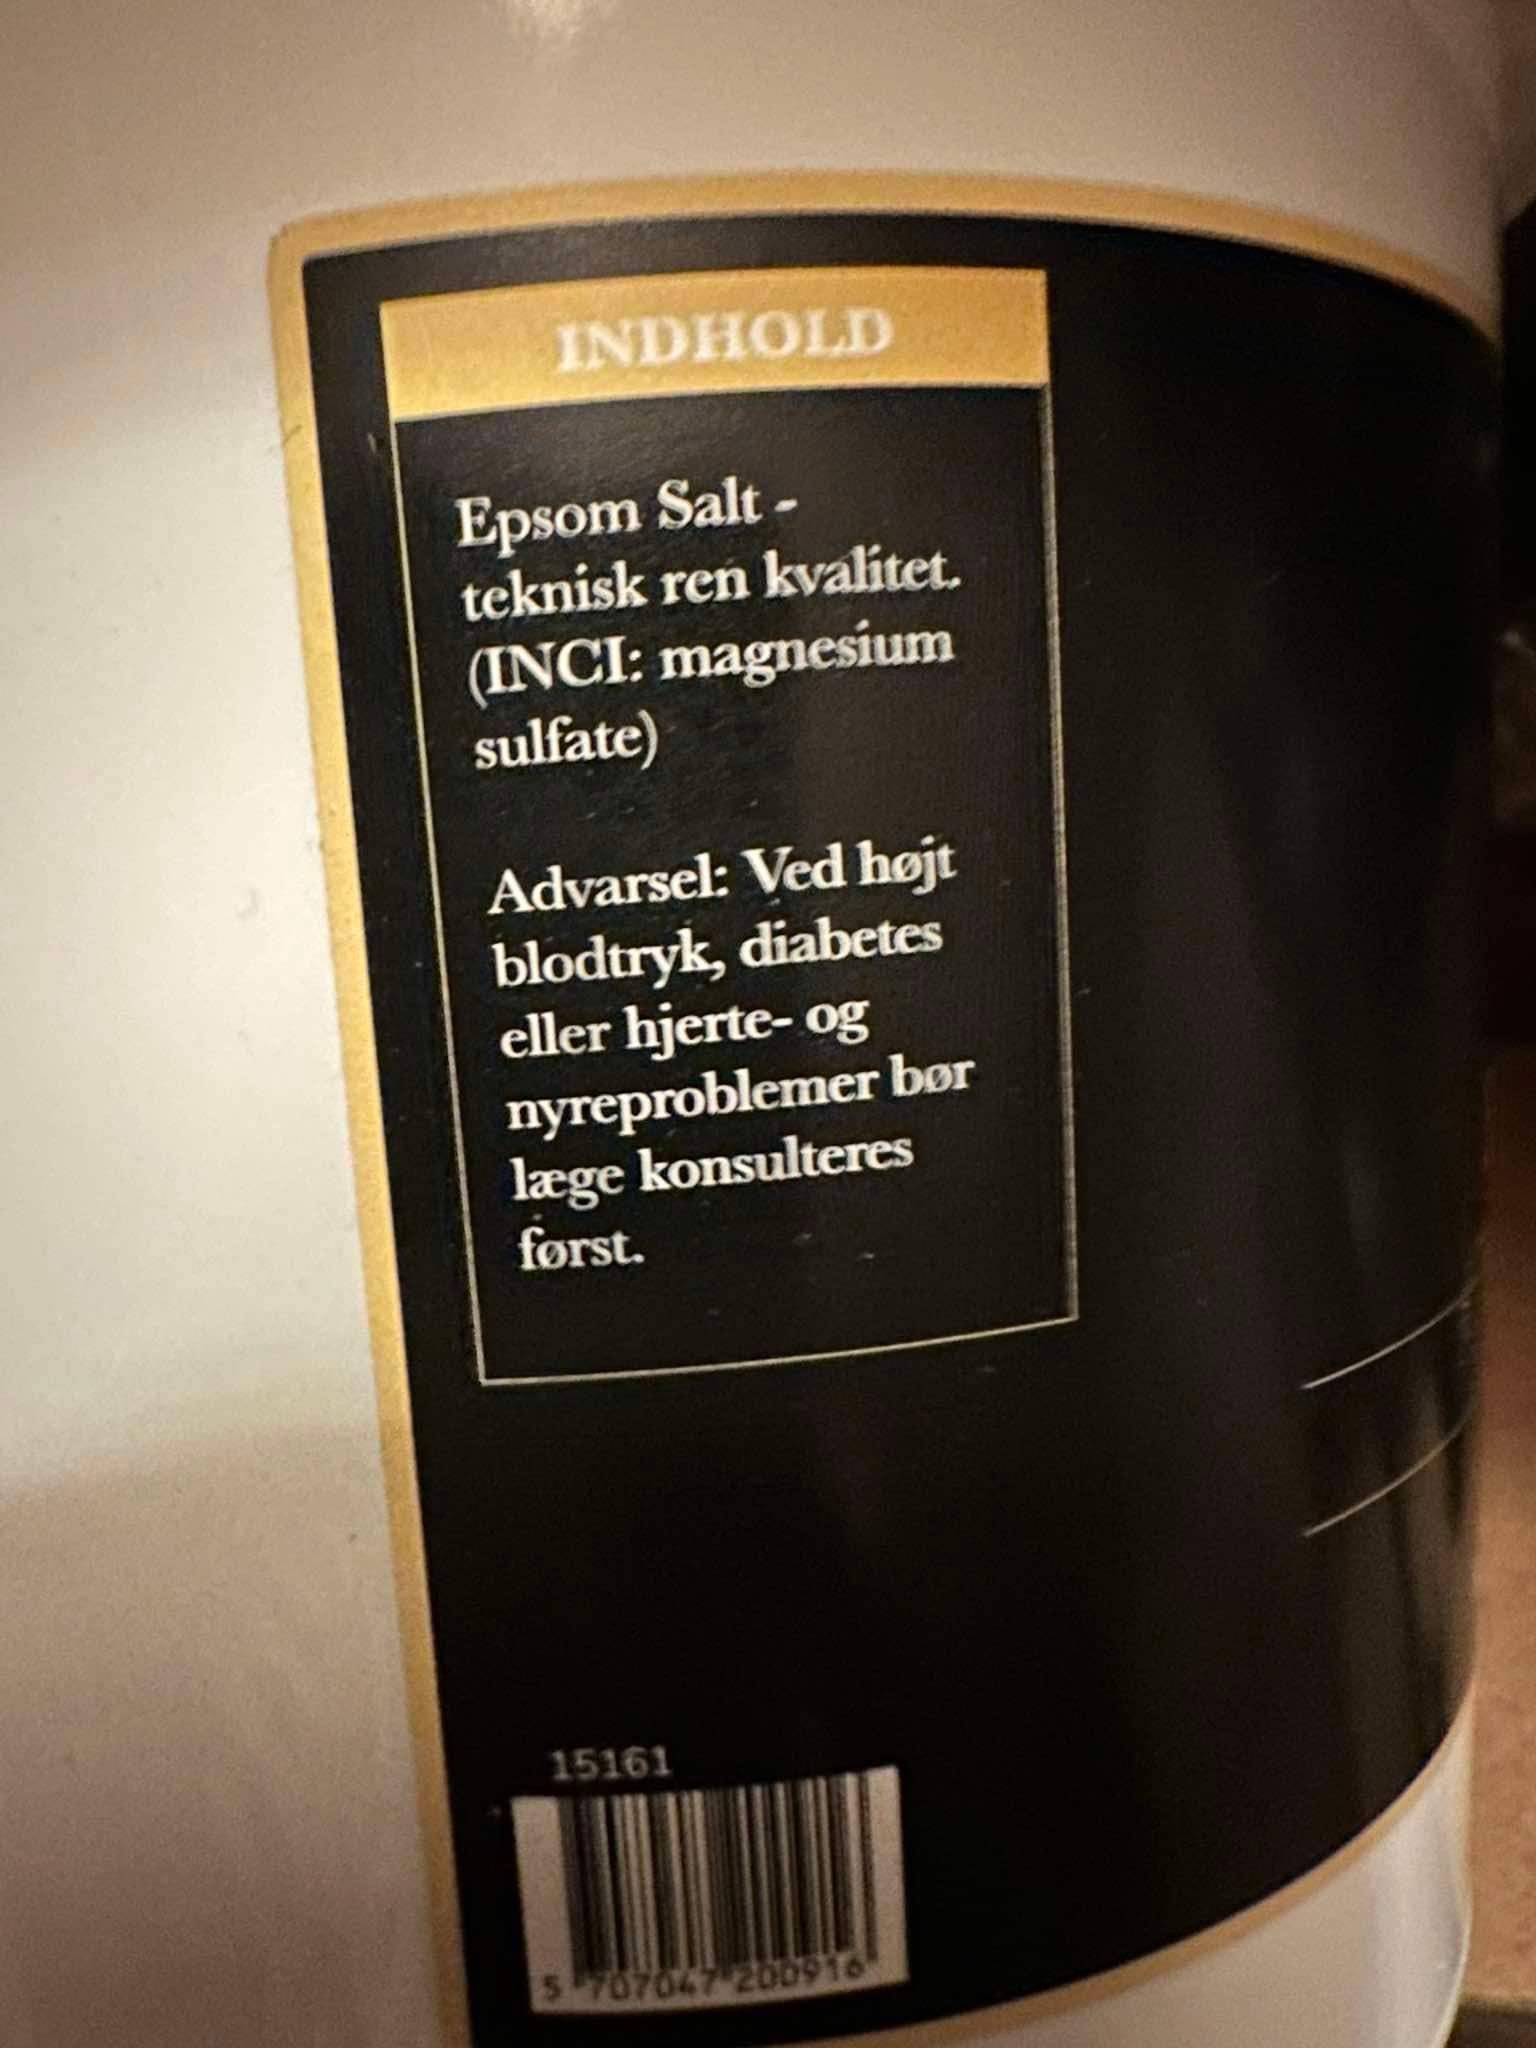 INDHOLD
Epsom Salt -
teknisk ren kvalitet.
(INCI: magnesium
sulfate)
Advarsel: Ved højt
blodtryk, diabetes
eller hjerte- og
nyreproblemer bør
læge konsulteres
først.
15161
5 707047 200916